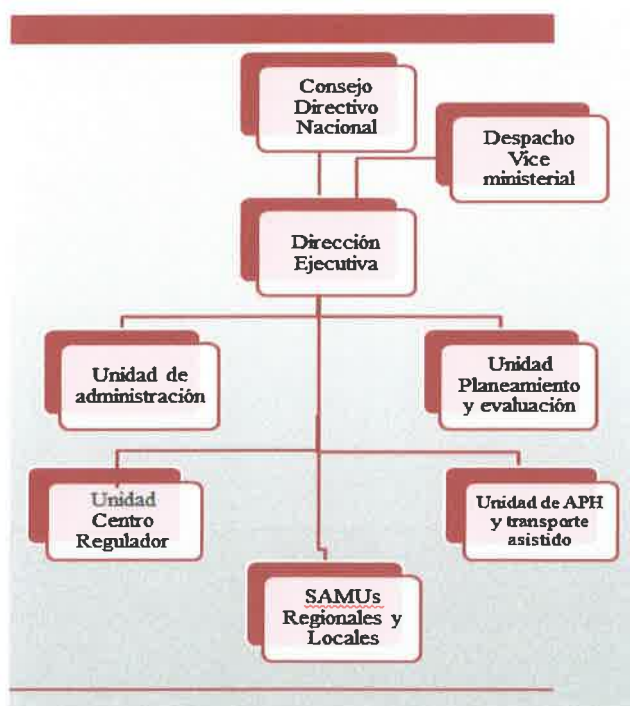 Consejo
Directivo
Nacional
Despacho
Vice
ministerial
Dirección
Ejecutiva
Unidad de
administración
Unidad
Planeamiento
y evaluación
Unidad
Centro
Regulador
Unidad de APH
y transporte
asistido
SAMUs
Regionales y
Locales